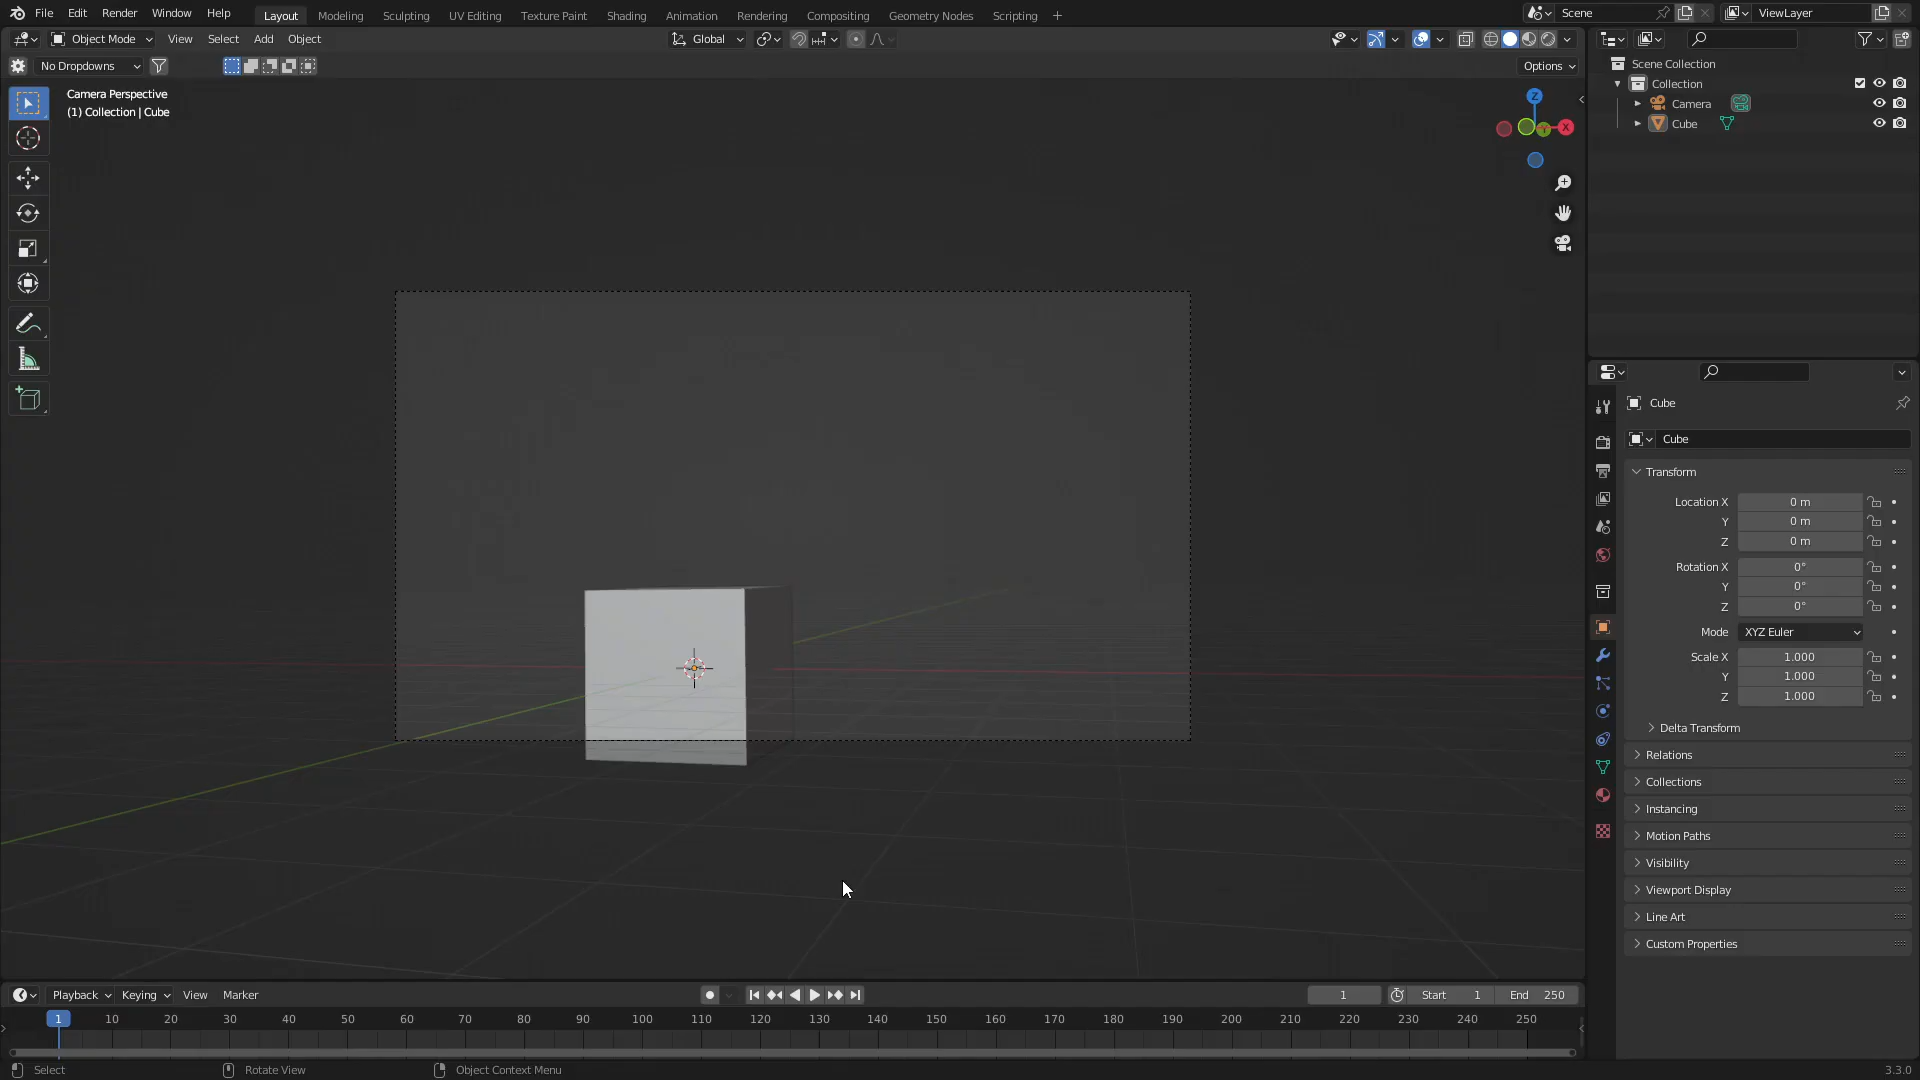 File Edit Render Window Help Layout Modeling Sculpting UV Editing Texture Paint Shading Animation Rendering Compositing Geometry Nodes Scripting + Scene ViewLayer
Object Mode View Select Add Object Global
No Dropdowns Options
Camera Perspective
(1) Collection | Cube
Z
X
Scene Collection
Collection
Camera
Cube
Cube
Cube
Transform
Location X 0 m
Y 0 m
Z 0 m
Rotation X 0°
Y 0°
Z 0°
Mode XYZ Euler
Scale X 1.000
Y 1.000
Z 1.000
Delta Transform
Relations
Collections
Instancing
Motion Paths
Visibility
Viewport Display
Line Art
Custom Properties
Playback Keying View Marker 1 Start 1 End 250
1 10 20 30 40 50 60 70 80 90 100 110 120 130 140 150 160 170 180 190 200 210 220 230 240 250
Select Rotate View Object Context Menu 3.3.0